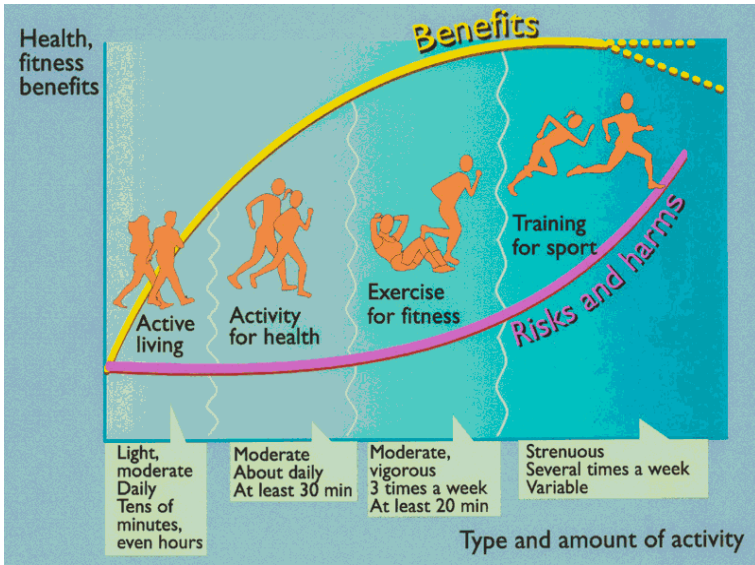 Health,
fitness
benefits
Benefits
Active
living
Activity
for health
Exercise
for fitness
Training
for sport
Risks and harms
Light,
moderate
Daily
Tens of
minutes,
even hours
Moderate
About daily
At least 30 min
Moderate,
vigorous
3 times a week
At least 20 min
Strenuous
Several times a week
Variable
Type and amount of activity